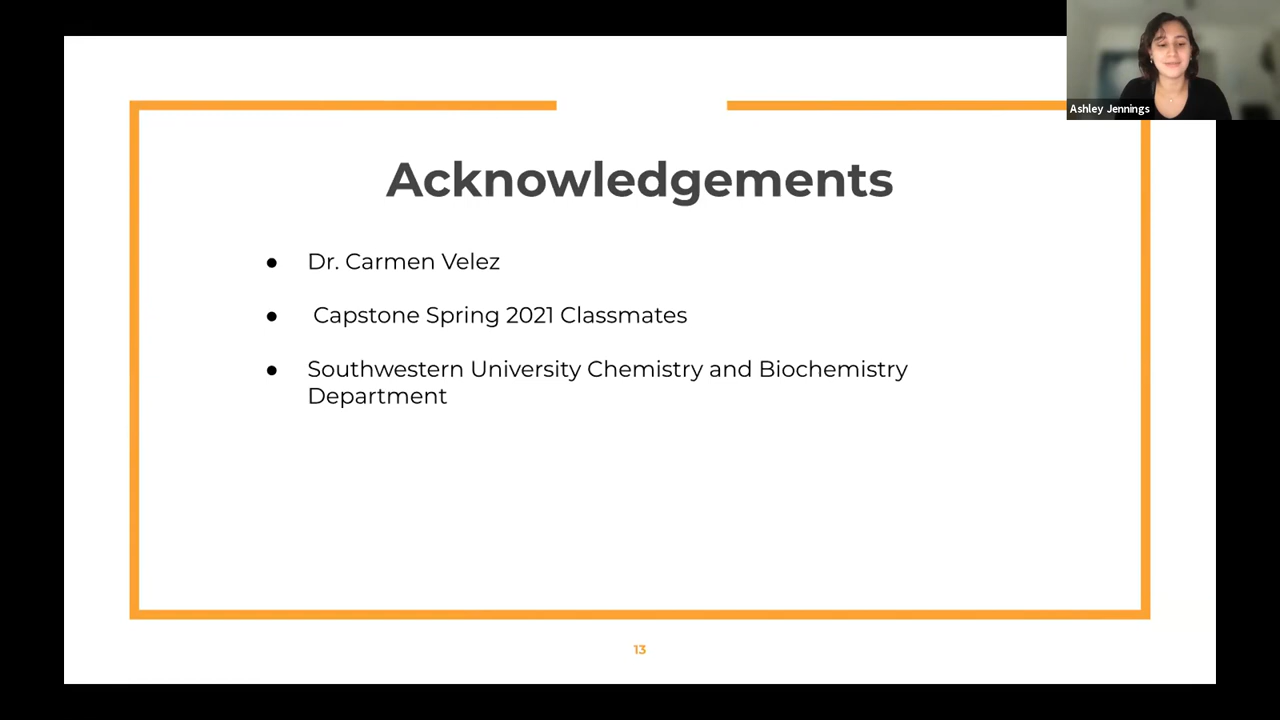 Ashley Jennings
Acknowledgements
● Dr. Carmen Velez
● Capstone Spring 2021 Classmates
● Southwestern University Chemistry and Biochemistry
Department
13